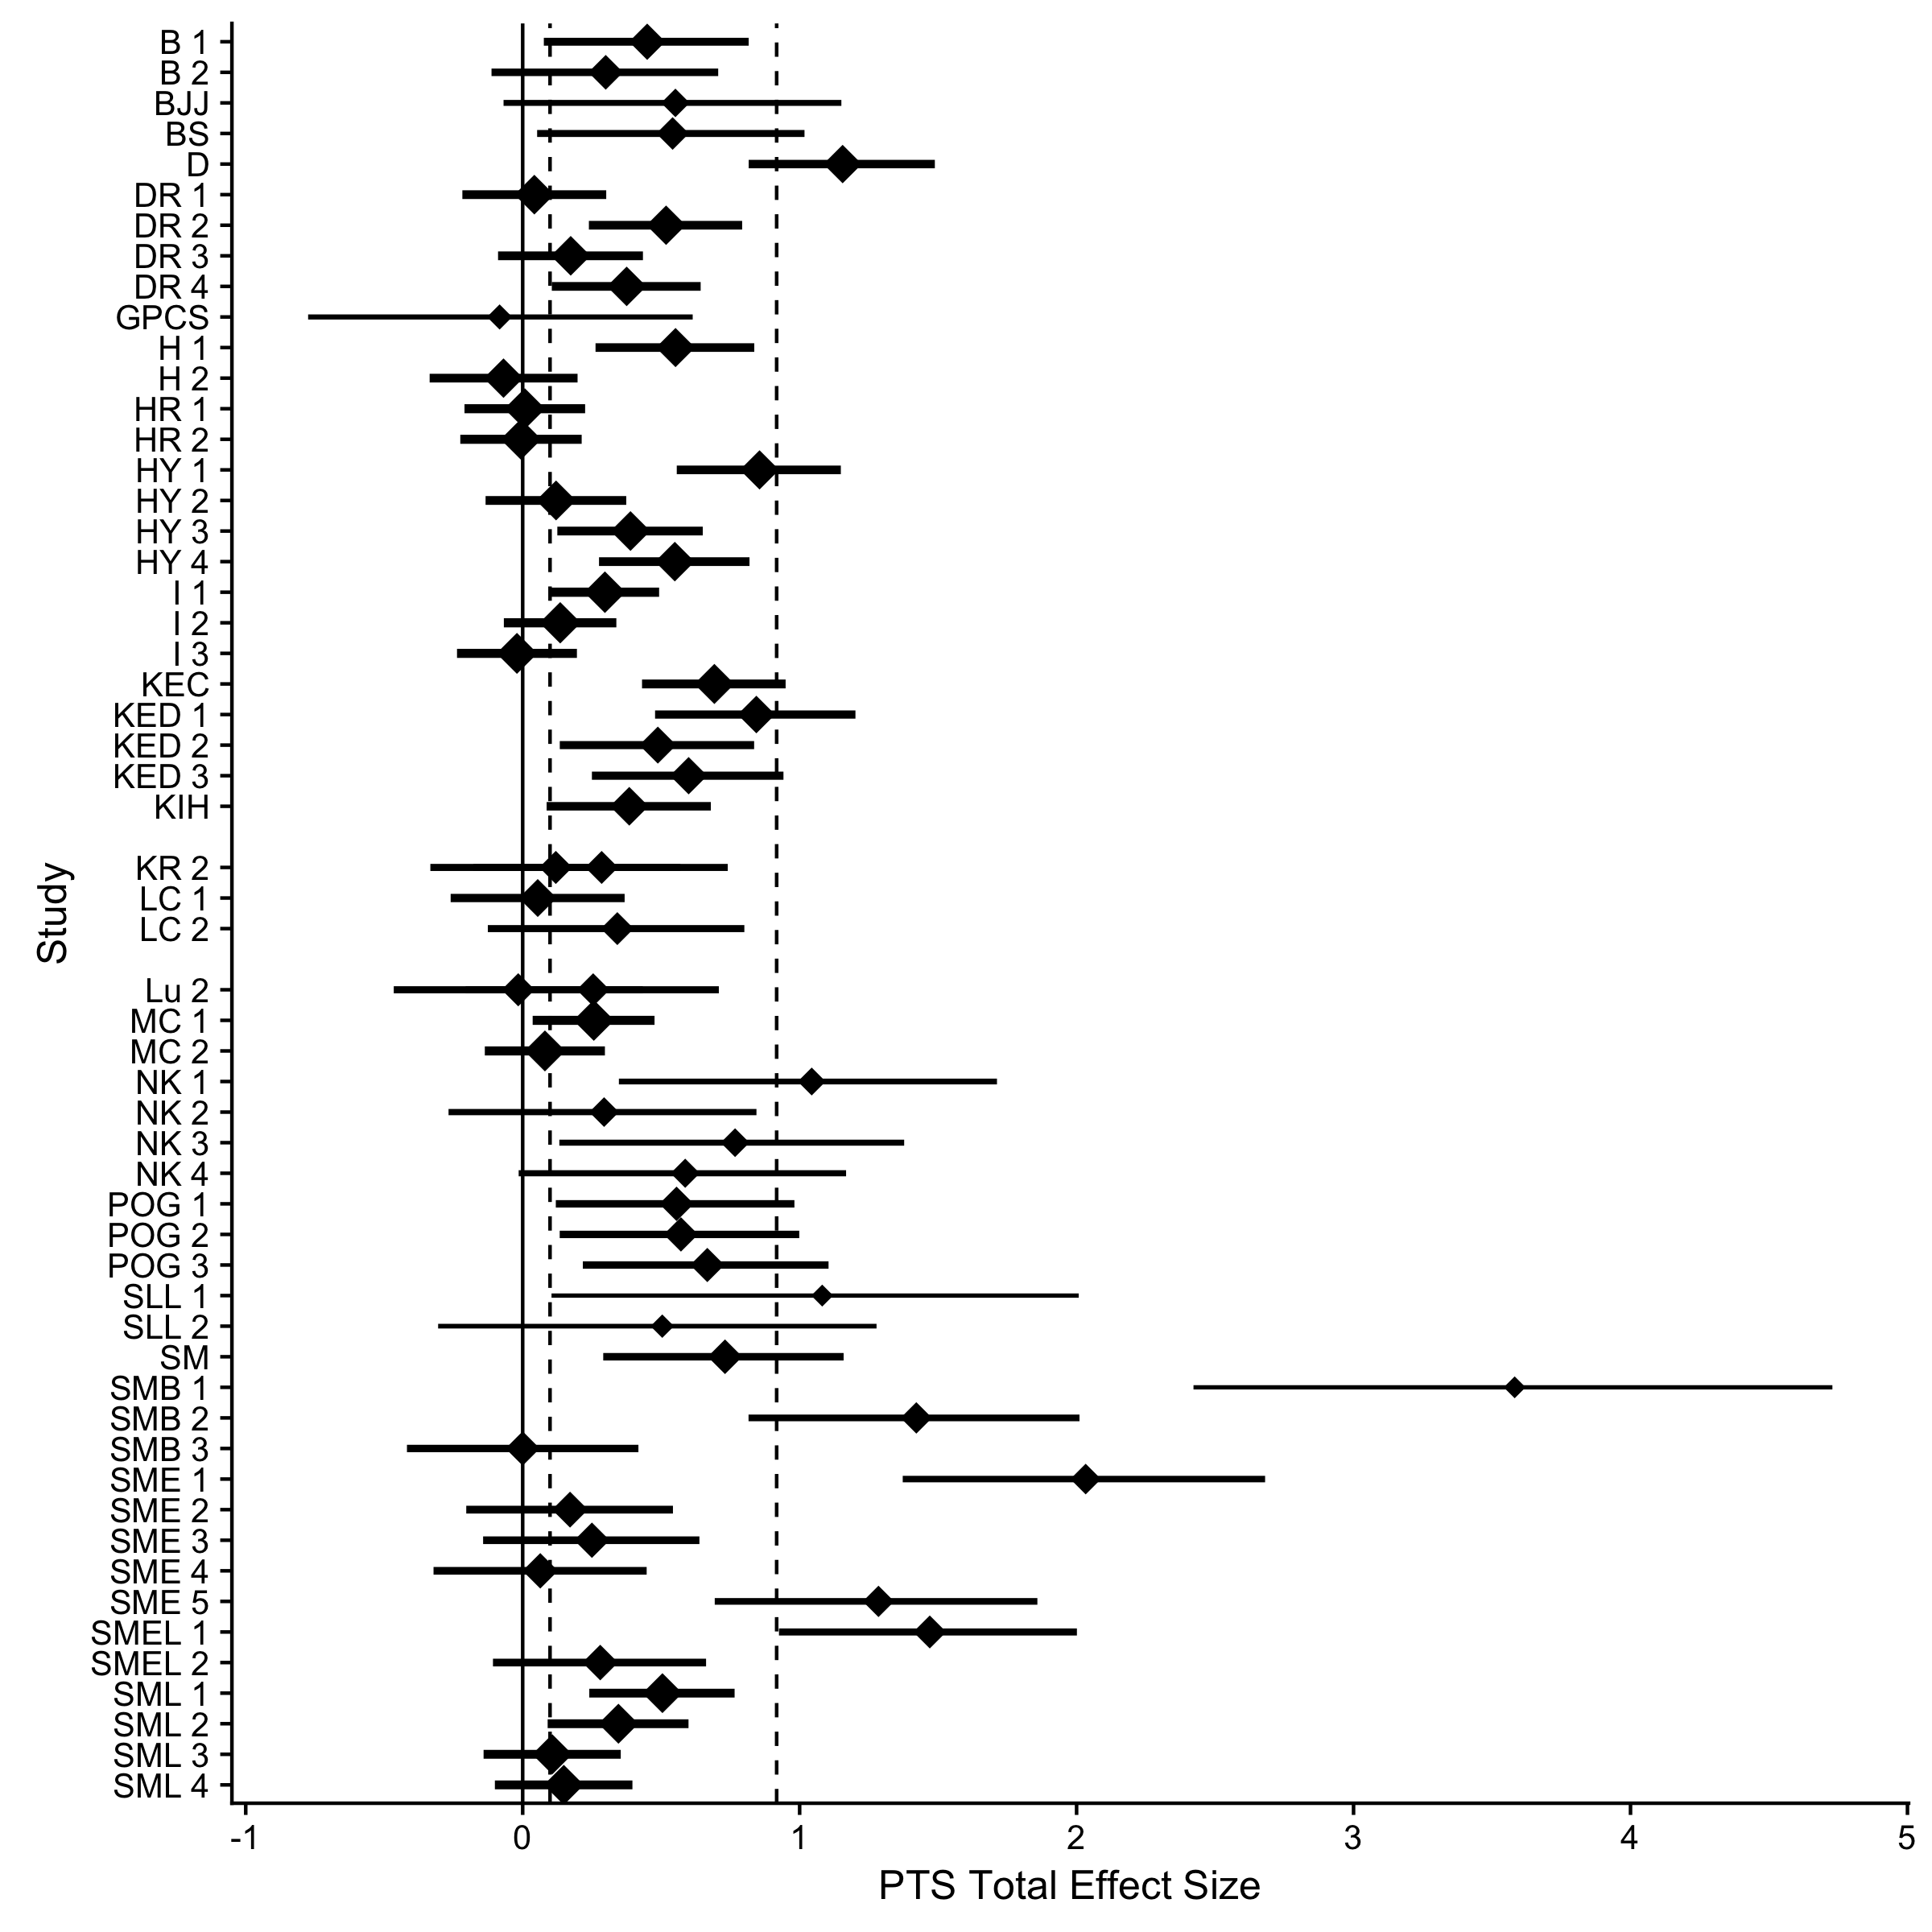 B 1
B 2
BJJ
BS
D
DR 1
DR 2
DR 3
DR 4
GPCS
H 1
H 2
HR 1
HR 2
HY 1
HY 2
HY 3
HY 4
I 1
I 2
I 3
KEC
KED 1
KED 2
KED 3
KIH
KR 2
LC 1
LC 2
Lu 2
MC 1
MC 2
NK 1
NK 2
NK 3
NK 4
POG 1
POG 2
POG 3
SLL 1
SLL 2
SM
SMB 1
SMB 2
SMB 3
SME 1
SME 2
SME 3
SME 4
SME 5
SMEL 1
SMEL 2
SML 1
SML 2
SML 3
SML 4
Study
-1 0 1 2 3 4 5
PTS Total Effect Size